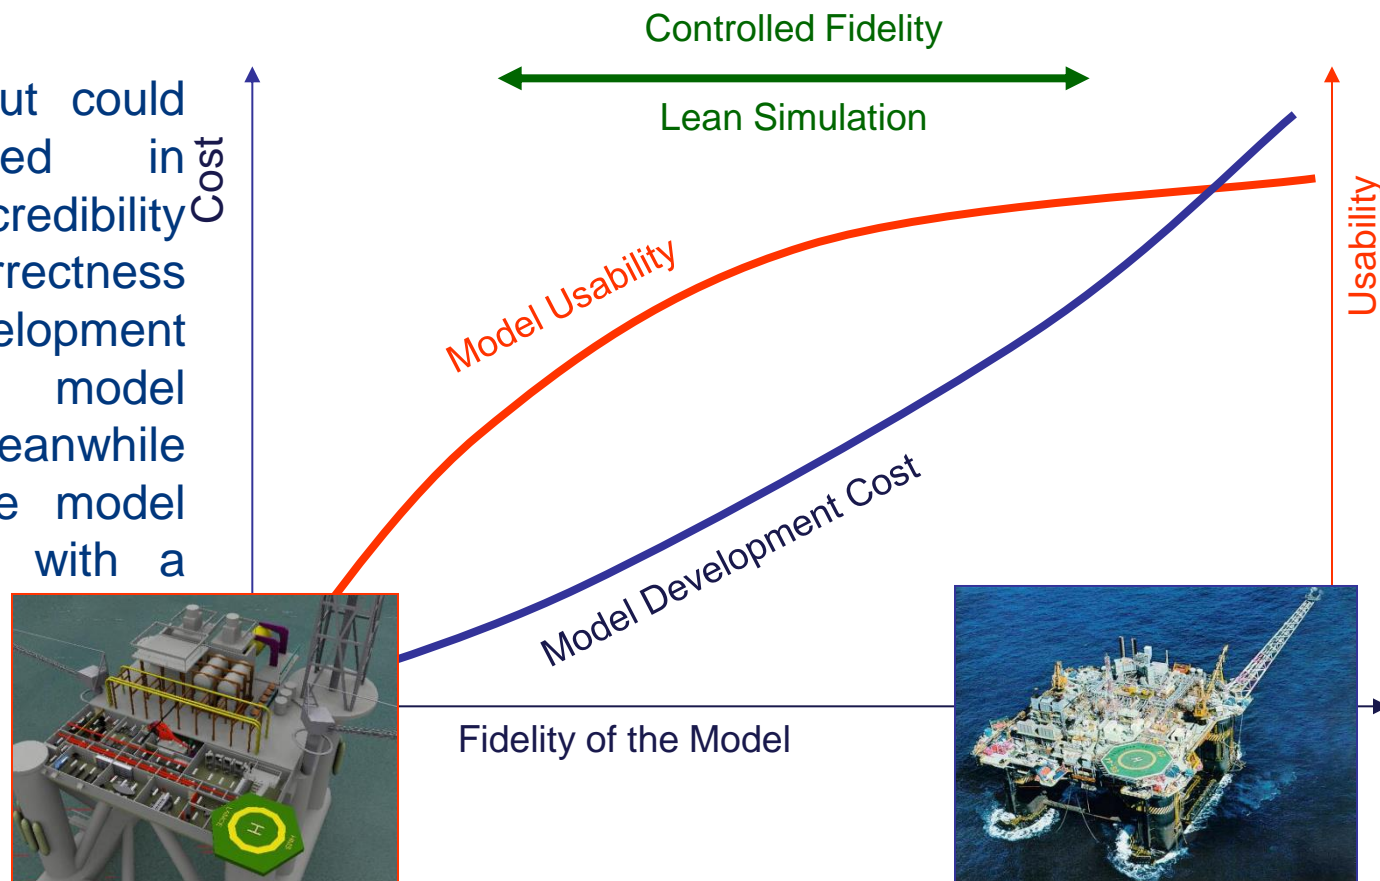 Controlled Fidelity
Lean Simulation
ut could
ed in
credibility
rrectness
elopment
model
eanwhile
e model
with a
Cost
Usability
Model Usability
Model Development Cost
Fidelity of the Model
H
H